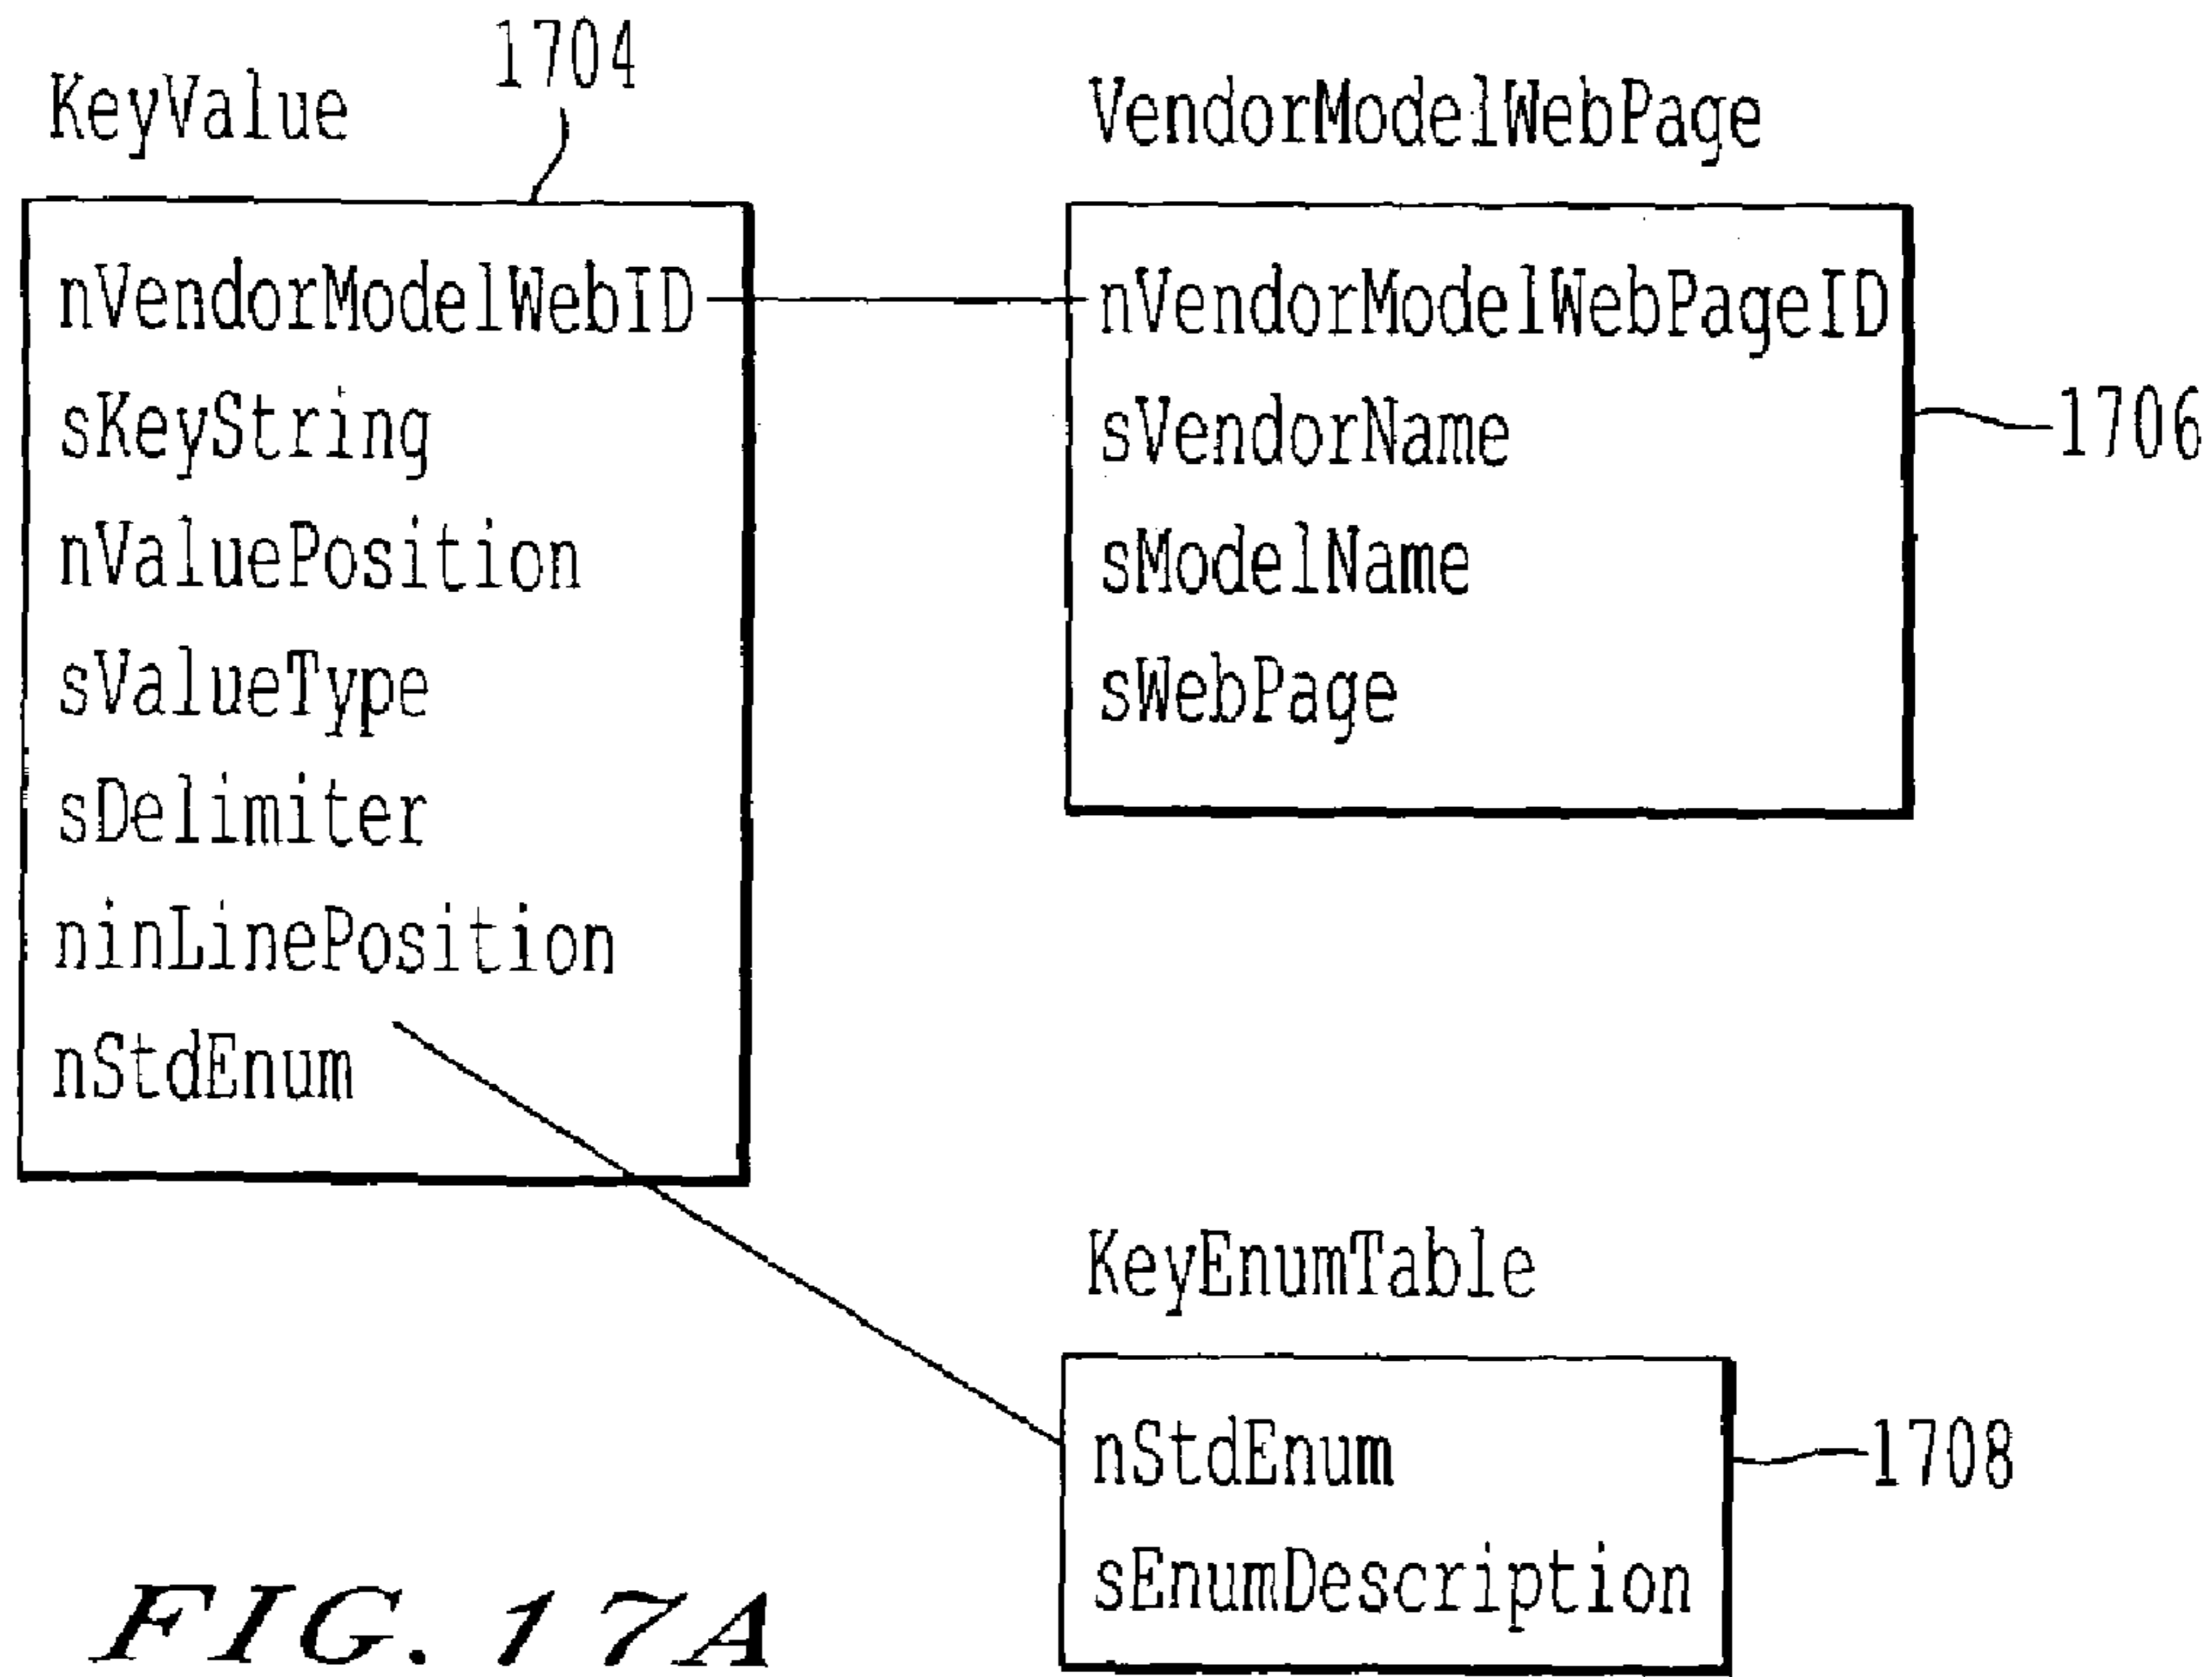 1704
KeyValue
nVendorModelWebID
sKeyString
nValuePosition
sValueType
sDelimiter
ninLinePosition
nStdEnum
VendorModelWebPage
nVendorModelWebPageID
sVendorName
sModelName
sWebPage
1706
KeyEnumTable
nStdEnum
sEnumDescription
1708
FIG. 17A